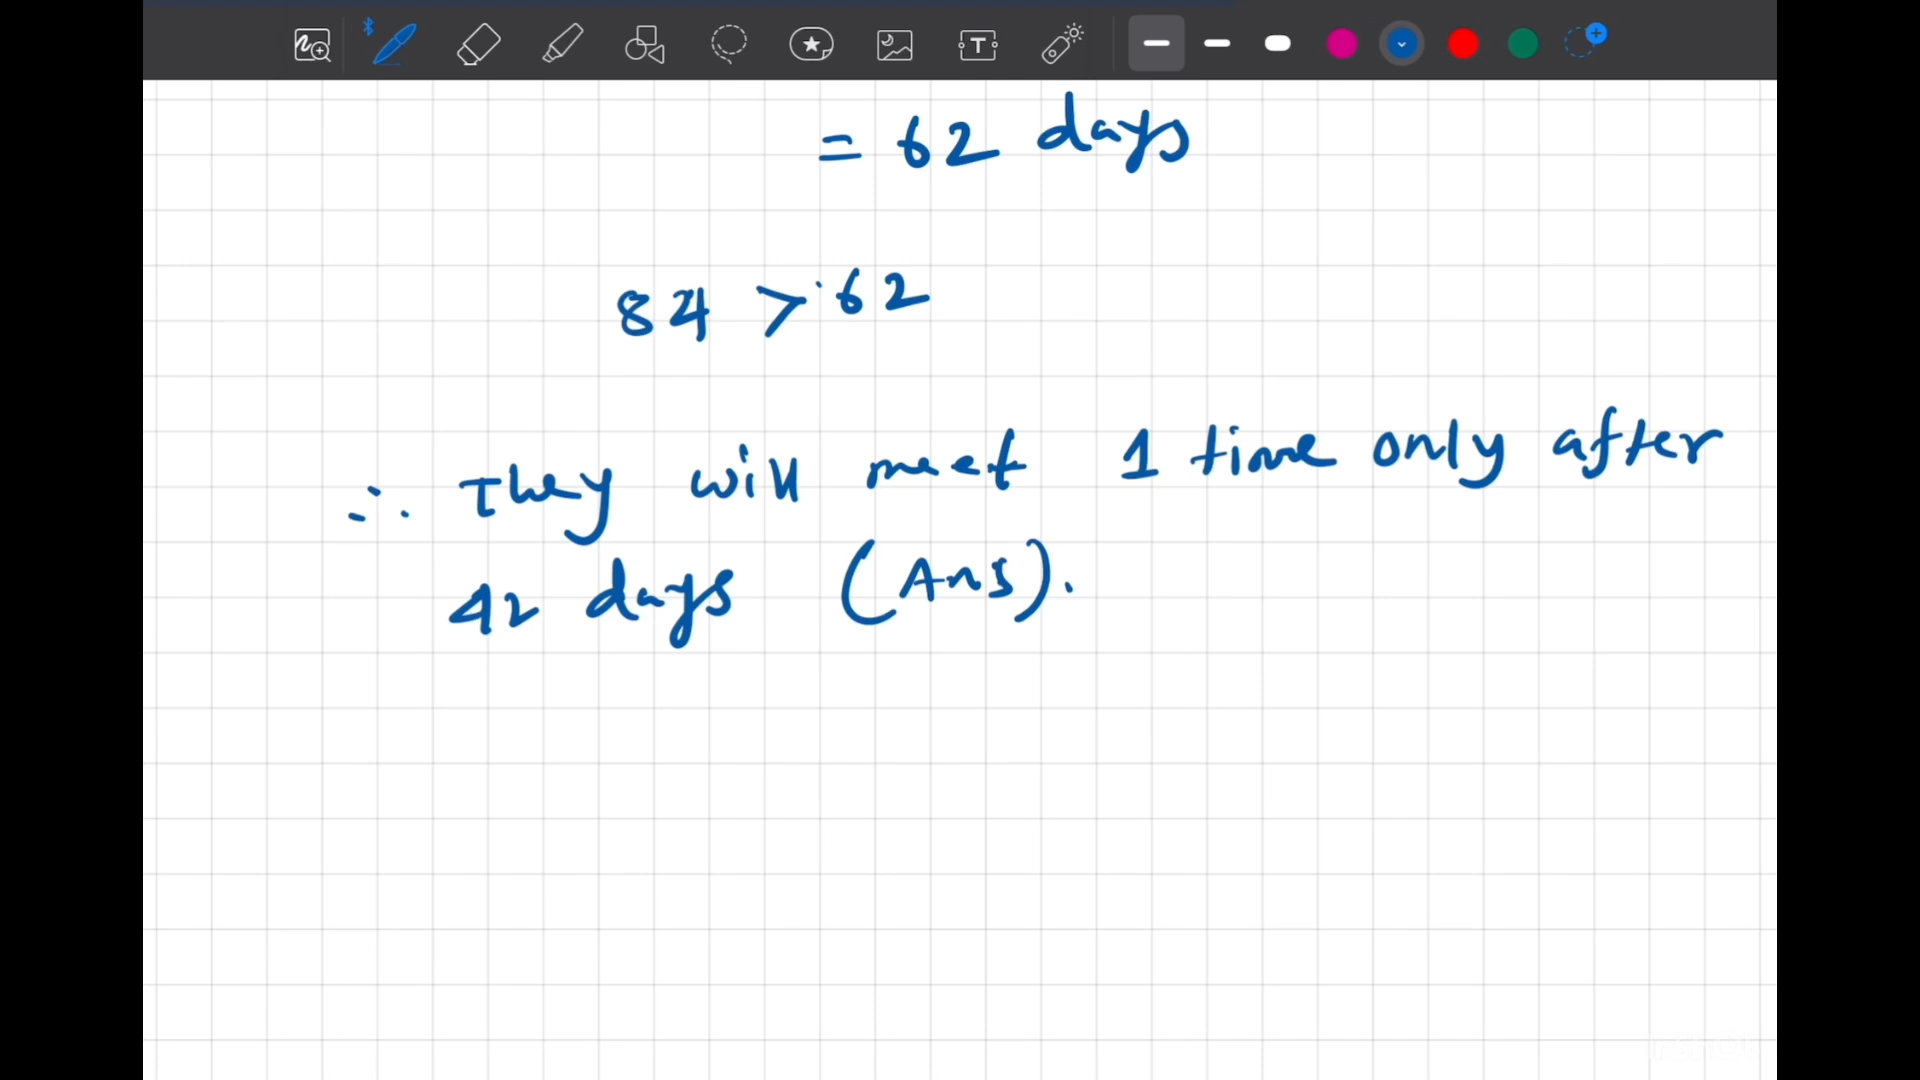 = 62 days
84 > 62
∴ They will meet 1 time only after
42 days (Ans).